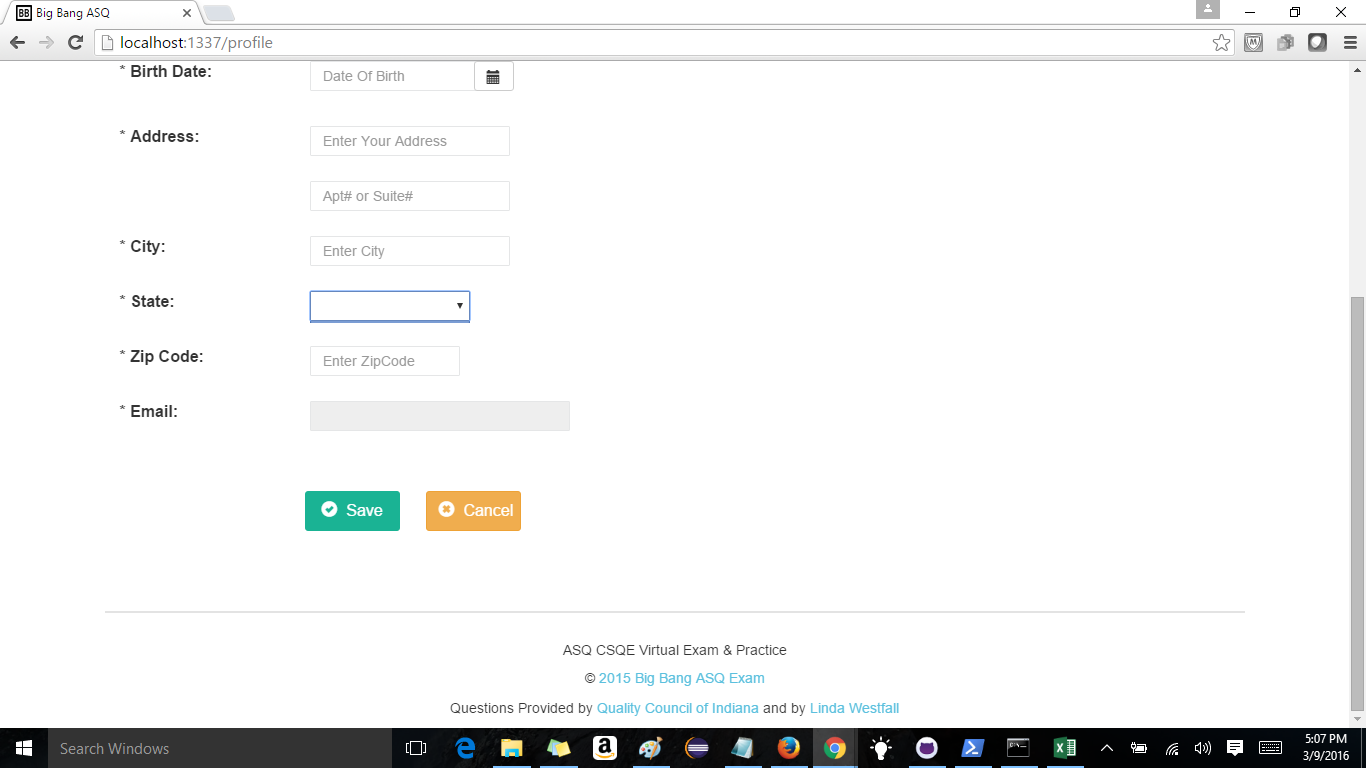 BB Big Bang ASQ
localhost:1337/profile
* Birth Date:
Date Of Birth
* Address:
Enter Your Address
Apt# or Suite#
* City:
Enter City
* State:
* Zip Code:
Enter ZipCode
* Email:
Save
Cancel
ASQ CSQE Virtual Exam & Practice
© 2015 Big Bang ASQ Exam
Questions Provided by Quality Council of Indiana and by Linda Westfall
Search Windows
5:07 PM
3/9/2016